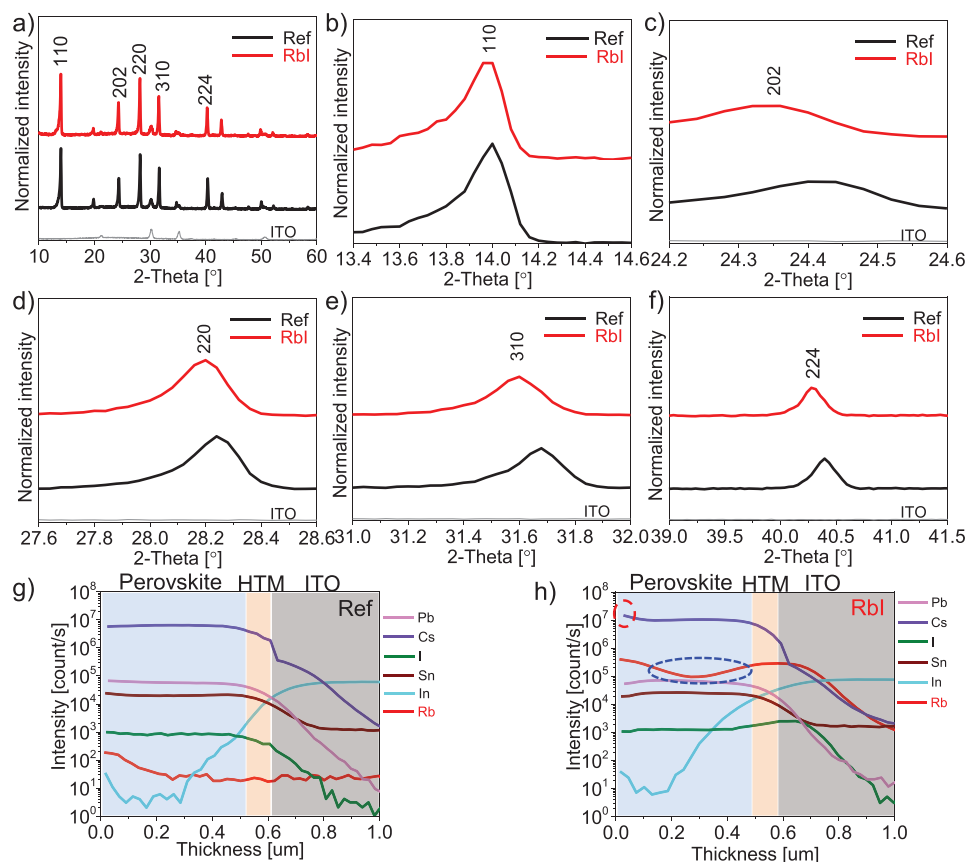 a)
Normalized intensity
110
202
220
310
224
Ref
RbI
ITO
10 20 30 40 50 60
2-Theta [°]
b)
Normalized intensity
110
Ref
RbI
13.4 13.6 13.8 14.0 14.2 14.4 14.6
2-Theta [°]
c)
Normalized intensity
202
Ref
RbI
ITO
24.2 24.3 24.4 24.5 24.6
2-Theta [°]
d)
Normalized intensity
220
Ref
RbI
ITO
27.6 27.8 28.0 28.2 28.4 28.6
2-Theta [°]
e)
Normalized intensity
310
Ref
RbI
ITO
31.0 31.2 31.4 31.6 31.8 32.0
2-Theta [°]
f)
Normalized intensity
224
Ref
RbI
ITO
39.0 39.5 40.0 40.5 41.0 41.5
2-Theta [°]
g)
Perovskite HTM ITO
Ref
Intensity [count/s]
10⁸
10⁷
10⁶
10⁵
10⁴
10³
10²
10¹
10⁰
0.0 0.2 0.4 0.6 0.8 1.0
Thickness [um]
Pb
Cs
I
Sn
In
Rb
h)
Perovskite HTM ITO
RbI
Intensity [count/s]
10⁸
10⁷
10⁶
10⁵
10⁴
10³
10²
10¹
10⁰
0.0 0.2 0.4 0.6 0.8 1.0
Thickness [um]
Pb
Cs
I
Sn
In
Rb